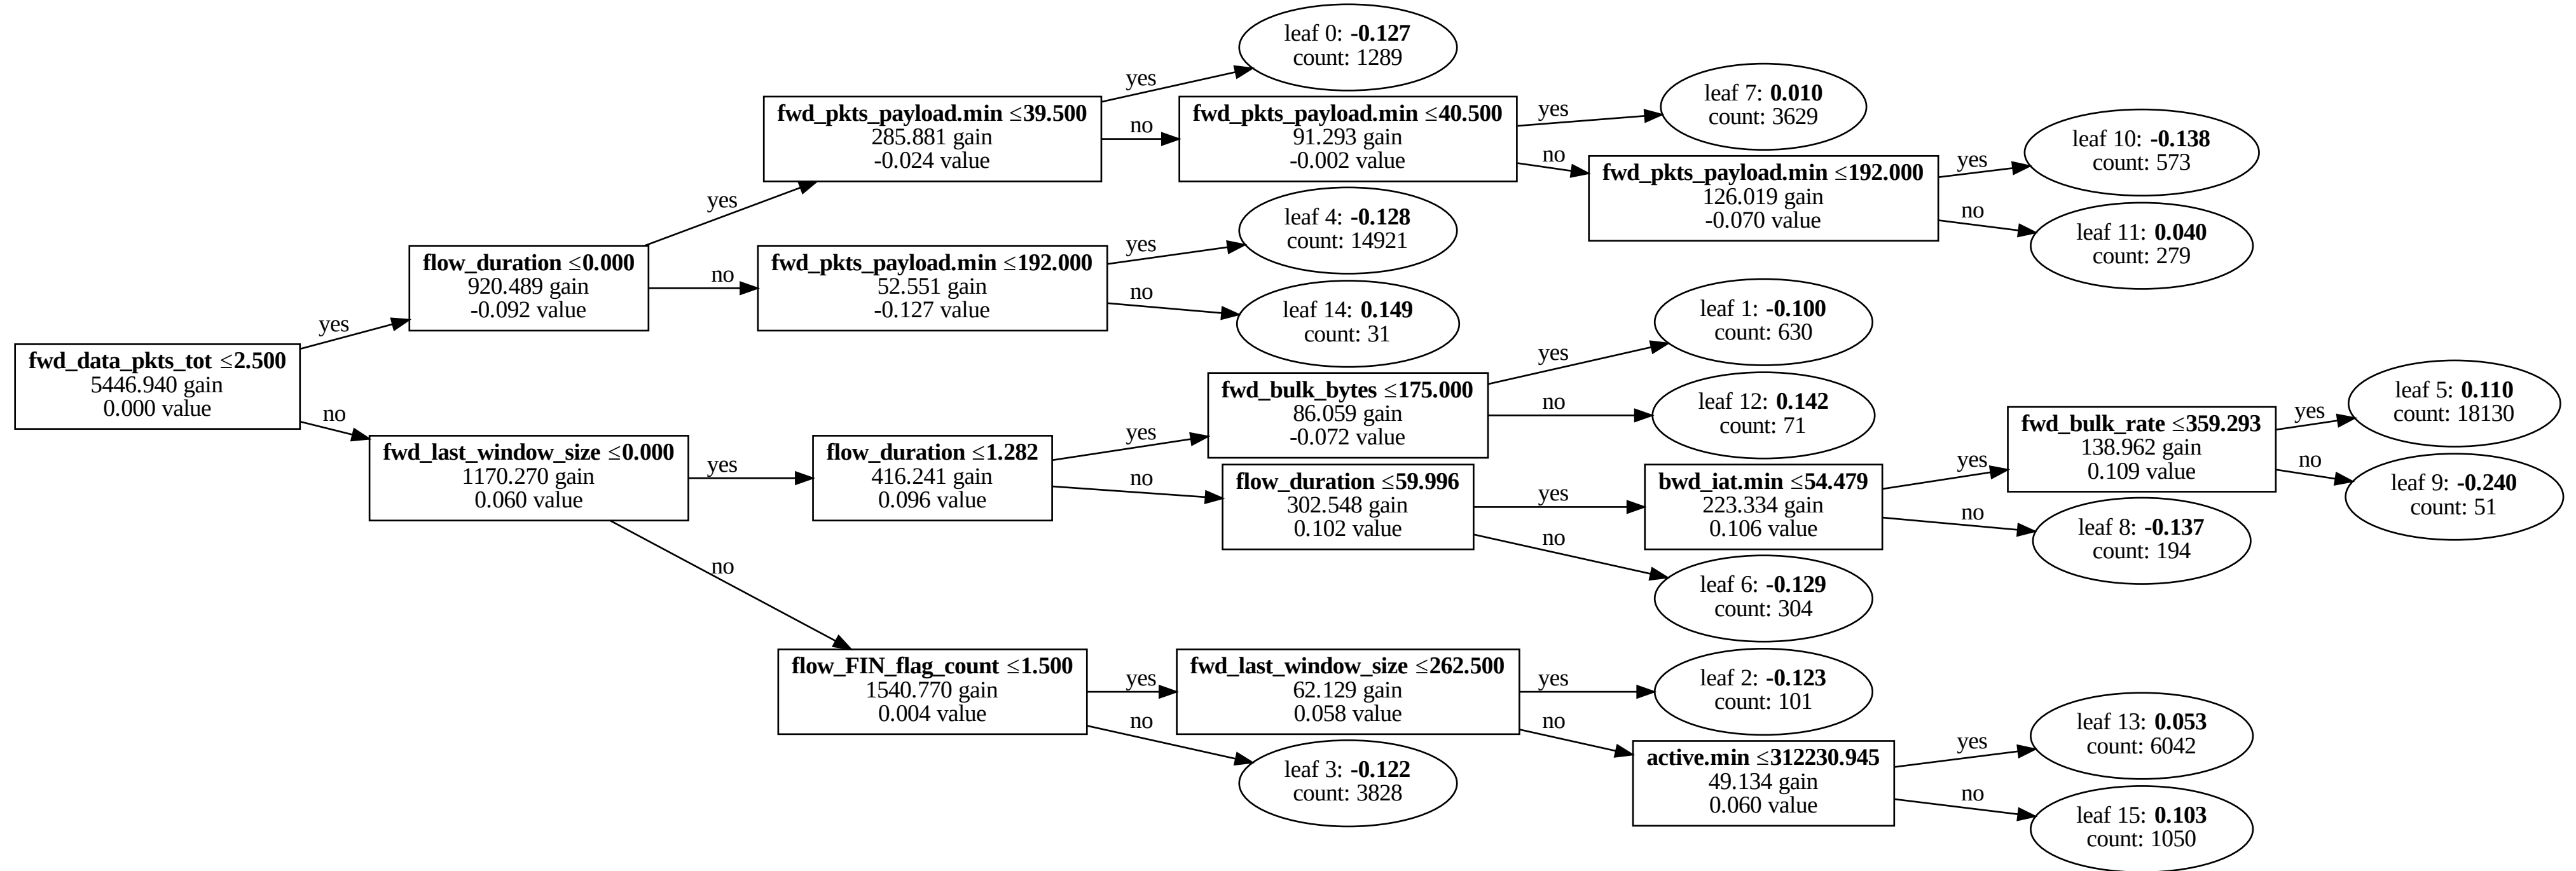 leaf 0: -0.127
count: 1289
yes
fwd_pkts_payload.min ≤39.500
285.881 gain
-0.024 value
no
fwd_pkts_payload.min ≤40.500
91.293 gain
-0.002 value
yes
leaf 7: 0.010
count: 3629
no
fwd_pkts_payload.min ≤192.000
126.019 gain
-0.070 value
yes
leaf 10: -0.138
count: 573
no
leaf 11: 0.040
count: 279
yes
flow_duration ≤0.000
920.489 gain
-0.092 value
no
fwd_pkts_payload.min ≤192.000
52.551 gain
-0.127 value
yes
leaf 4: -0.128
count: 14921
no
leaf 14: 0.149
count: 31
yes
fwd_data_pkts_tot ≤2.500
5446.940 gain
0.000 value
no
fwd_last_window_size ≤0.000
1170.270 gain
0.060 value
yes
flow_duration ≤1.282
416.241 gain
0.096 value
yes
fwd_bulk_bytes ≤175.000
86.059 gain
-0.072 value
yes
leaf 1: -0.100
count: 630
no
leaf 12: 0.142
count: 71
no
flow_duration ≤59.996
302.548 gain
0.102 value
yes
bwd_iat.min ≤54.479
223.334 gain
0.106 value
yes
fwd_bulk_rate ≤359.293
138.962 gain
0.109 value
yes
leaf 5: 0.110
count: 18130
no
leaf 9: -0.240
count: 51
no
leaf 8: -0.137
count: 194
no
leaf 6: -0.129
count: 304
no
flow_FIN_flag_count ≤1.500
1540.770 gain
0.004 value
yes
fwd_last_window_size ≤262.500
62.129 gain
0.058 value
yes
leaf 2: -0.123
count: 101
no
active.min ≤312230.945
49.134 gain
0.060 value
yes
leaf 13: 0.053
count: 6042
no
leaf 15: 0.103
count: 1050
no
leaf 3: -0.122
count: 3828